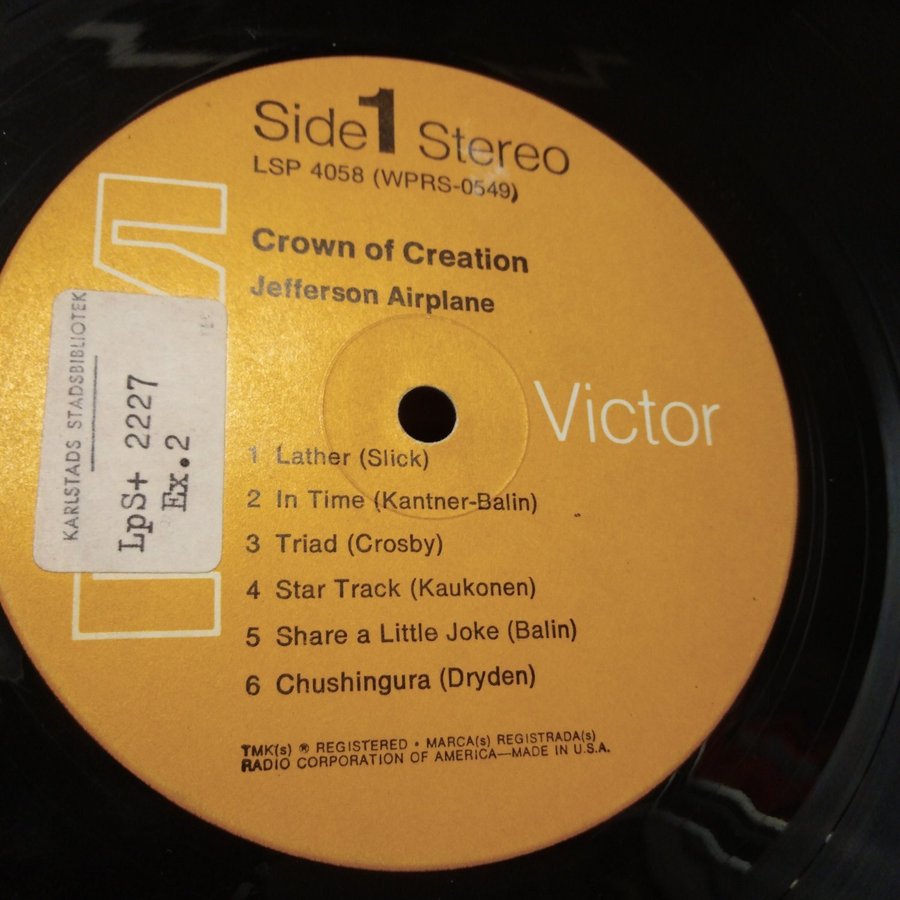 Side 1 Stereo
LSP 4058 (WPRS-0549)
Crown of Creation
Jefferson Airplane
Victor
1 Lather (Slick)
2 In Time (Kantner-Balin)
3 Triad (Crosby)
4 Star Track (Kaukonen)
5 Share a Little Joke (Balin)
6 Chushingura (Dryden)
TMK(s) ® REGISTERED • MARCA(s) REGISTRADA(s)
RADIO CORPORATION OF AMERICA—MADE IN U.S.A.
KARLSTADS STADSBIBLIOTEK
LpS+ 2227
Ex.2